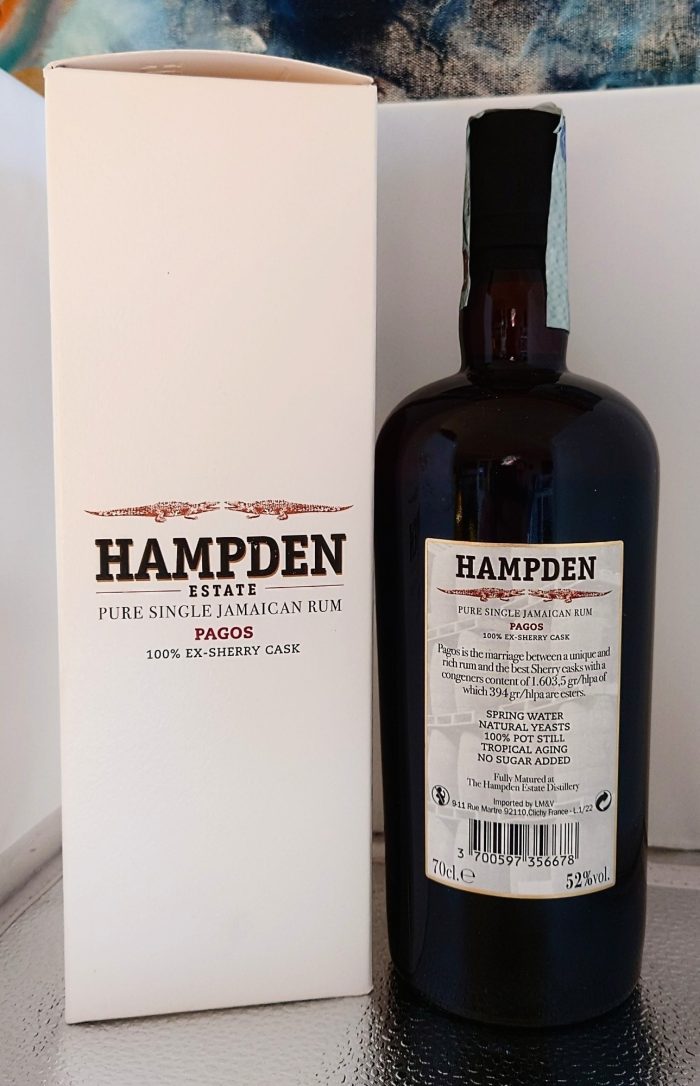 HAMPDEN
ESTATE
PURE SINGLE JAMAICAN RUM
PAGOS
100% EX-SHERRY CASK
HAMPDEN
PURE SINGLE JAMAICAN RUM
PAGOS
100% EX-SHERRY CASK
Pagos is the marriage between a unique and
rich rum and the best Sherry casks with a
congeners content of 1.603,5 gr/hlpa of
which 394 gr/hlpa are esters.
SPRING WATER
NATURAL YEASTS
100% POT STILL
TROPICAL AGING
NO SUGAR ADDED
Fully Matured at
The Hampden Estate Distillery
Imported by LM&V
9-11 Rue Martre 92110, Clichy France - L.1/22
3 700597 356678
70cl. e
52%vol.